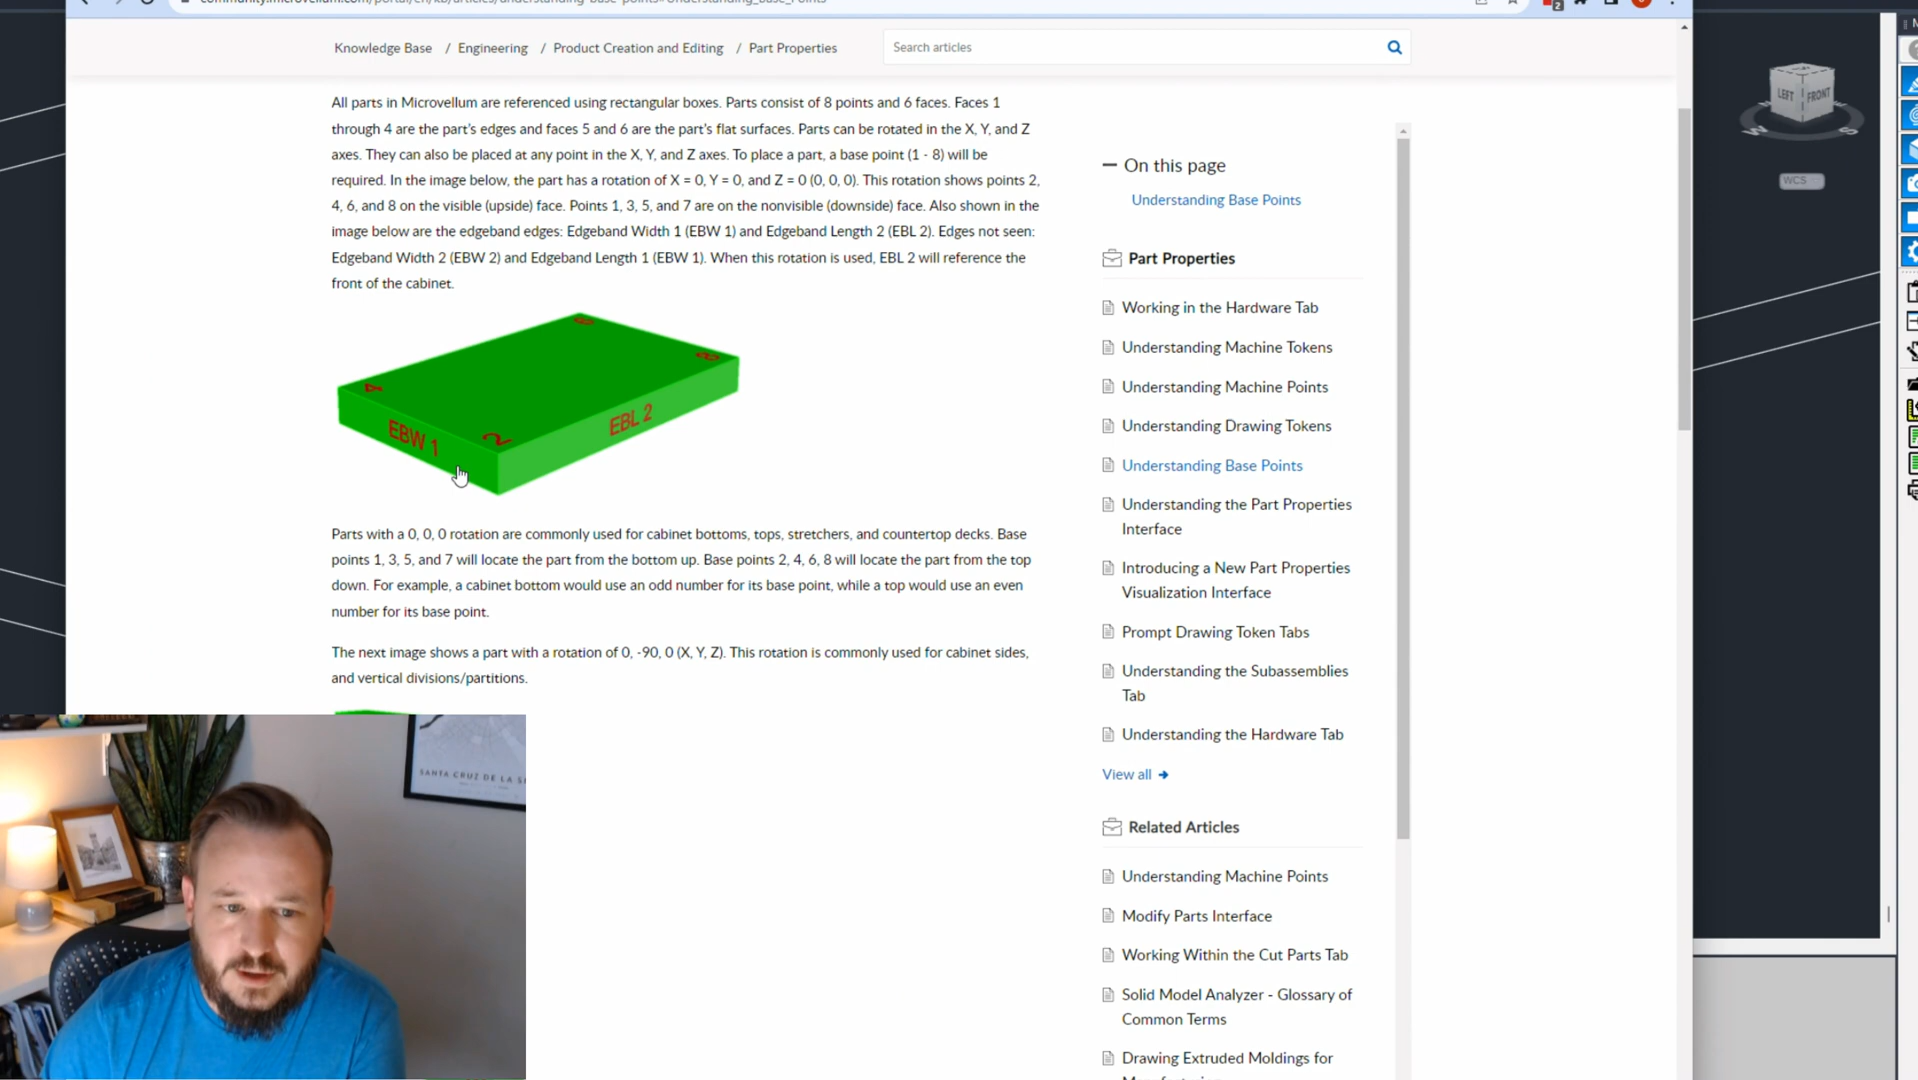 Knowledge Base / Engineering / Product Creation and Editing / Part Properties
Search articles
All parts in Microvellum are referenced using rectangular boxes. Parts consist of 8 points and 6 faces. Faces 1
through 4 are the part's edges and faces 5 and 6 are the part's flat surfaces. Parts can be rotated in the X, Y, and Z
axes. They can also be placed at any point in the X, Y, and Z axes. To place a part, a base point (1 - 8) will be
required. In the image below, the part has a rotation of X = 0, Y = 0, and Z = 0 (0, 0, 0). This rotation shows points 2,
4, 6, and 8 on the visible (upside) face. Points 1, 3, 5, and 7 are on the nonvisible (downside) face. Also shown in the
image below are the edgeband edges: Edgeband Width 1 (EBW 1) and Edgeband Length 2 (EBL 2). Edges not seen:
Edgeband Width 2 (EBW 2) and Edgeband Length 1 (EBW 1). When this rotation is used, EBL 2 will reference the
front of the cabinet.
6
8
4
2
EBW 1
EBL 2
Parts with a 0, 0, 0 rotation are commonly used for cabinet bottoms, tops, stretchers, and countertop decks. Base
points 1, 3, 5, and 7 will locate the part from the bottom up. Base points 2, 4, 6, 8 will locate the part from the top
down. For example, a cabinet bottom would use an odd number for its base point, while a top would use an even
number for its base point.
The next image shows a part with a rotation of 0, -90, 0 (X, Y, Z). This rotation is commonly used for cabinet sides,
and vertical divisions/partitions.
On this page
Understanding Base Points
Part Properties
Working in the Hardware Tab
Understanding Machine Tokens
Understanding Machine Points
Understanding Drawing Tokens
Understanding Base Points
Understanding the Part Properties
Interface
Introducing a New Part Properties
Visualization Interface
Prompt Drawing Token Tabs
Understanding the Subassemblies
Tab
Understanding the Hardware Tab
View all
Related Articles
Understanding Machine Points
Modify Parts Interface
Working Within the Cut Parts Tab
Solid Model Analyzer - Glossary of
Common Terms
Drawing Extruded Moldings for
LEFT
FRONT
W
S
WCS
2
SANTA CRUZ DE LA